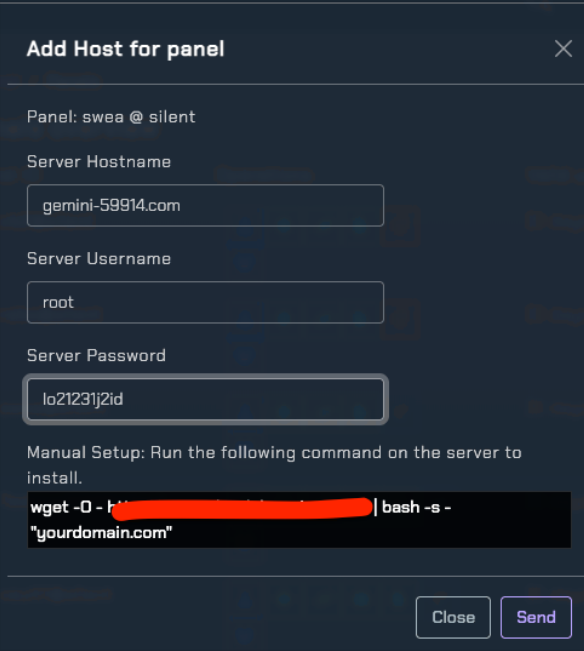 Add Host for panel
Panel: swea @ silent
Server Hostname
gemini-59914.com
Server Username
root
Server Password
lo21231j2id
Manual Setup: Run the following command on the server to
install.
wget -O - | bash -s -
"yourdomain.com"
Close
Send